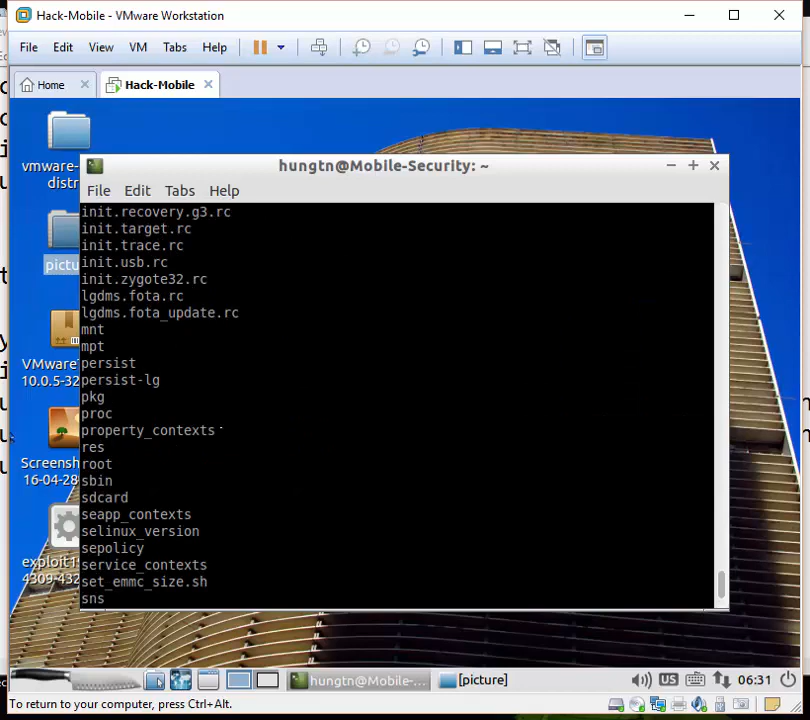 Hack-Mobile - VMware Workstation
File Edit View VM Tabs Help
Home Hack-Mobile
vmware-
distr
pictu
VMware
10.0.5-32
Screensh
16-04-28
exploit1
4309-432
hungtn@Mobile-Security: ~
File Edit Tabs Help
init.recovery.g3.rc
init.target.rc
init.trace.rc
init.usb.rc
init.zygote32.rc
lgdms.fota.rc
lgdms.fota_update.rc
mnt
mpt
persist
persist-lg
pkg
proc
property_contexts
res
root
sbin
sdcard
seapp_contexts
selinux_version
sepolicy
service_contexts
set_emmc_size.sh
sns
hungtn@Mobile-... [picture] US 06:31
To return to your computer, press Ctrl+Alt.